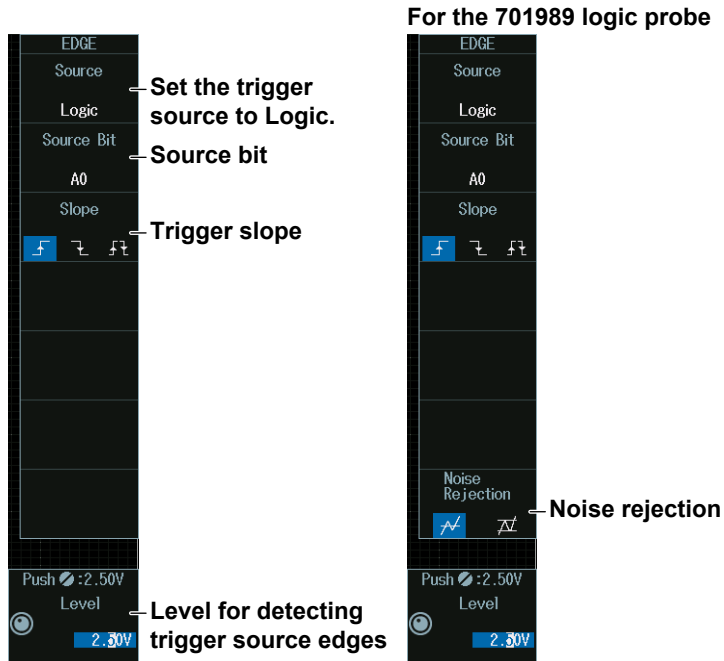 For the 701989 logic probe
EDGE
Source
Logic
Set the trigger
source to Logic.
Source Bit
A0
Source bit
Slope
Trigger slope
Push :2.50V
Level
2.50V
Level for detecting
trigger source edges
EDGE
Source
Logic
Source Bit
A0
Slope
Noise
Rejection
Noise rejection
Push :2.50V
Level
2.50V